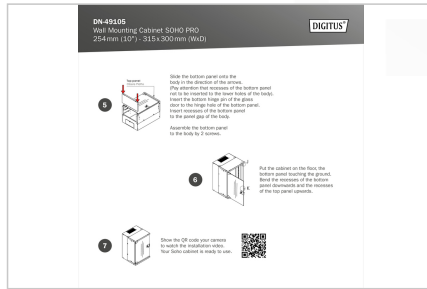 DN-49105
Wall Mounting Cabinet SOHO PRO
254 mm (10") - 315 x 300 mm (WxD)
DIGITUS®
Slide the bottom panel onto the
body in the direction of the arrows.
(Pay attention that recesses of the bottom panel
not to be inserted to the lower holes of the body).
Insert the bottom hinge pin of the glass
door to the hinge hole of the bottom panel.
Insert recesses of the bottom panel
to the panel gap of the body.
Assemble the bottom panel
to the body by 2 screws.
5
6
Put the cabinet on the floor, the
bottom panel touching the ground.
Bend the recesses of the bottom
panel downwards and the recesses
of the top panel upwards.
7
Show the QR code your camera
to watch the installation video.
Your Soho cabinet is ready to use.